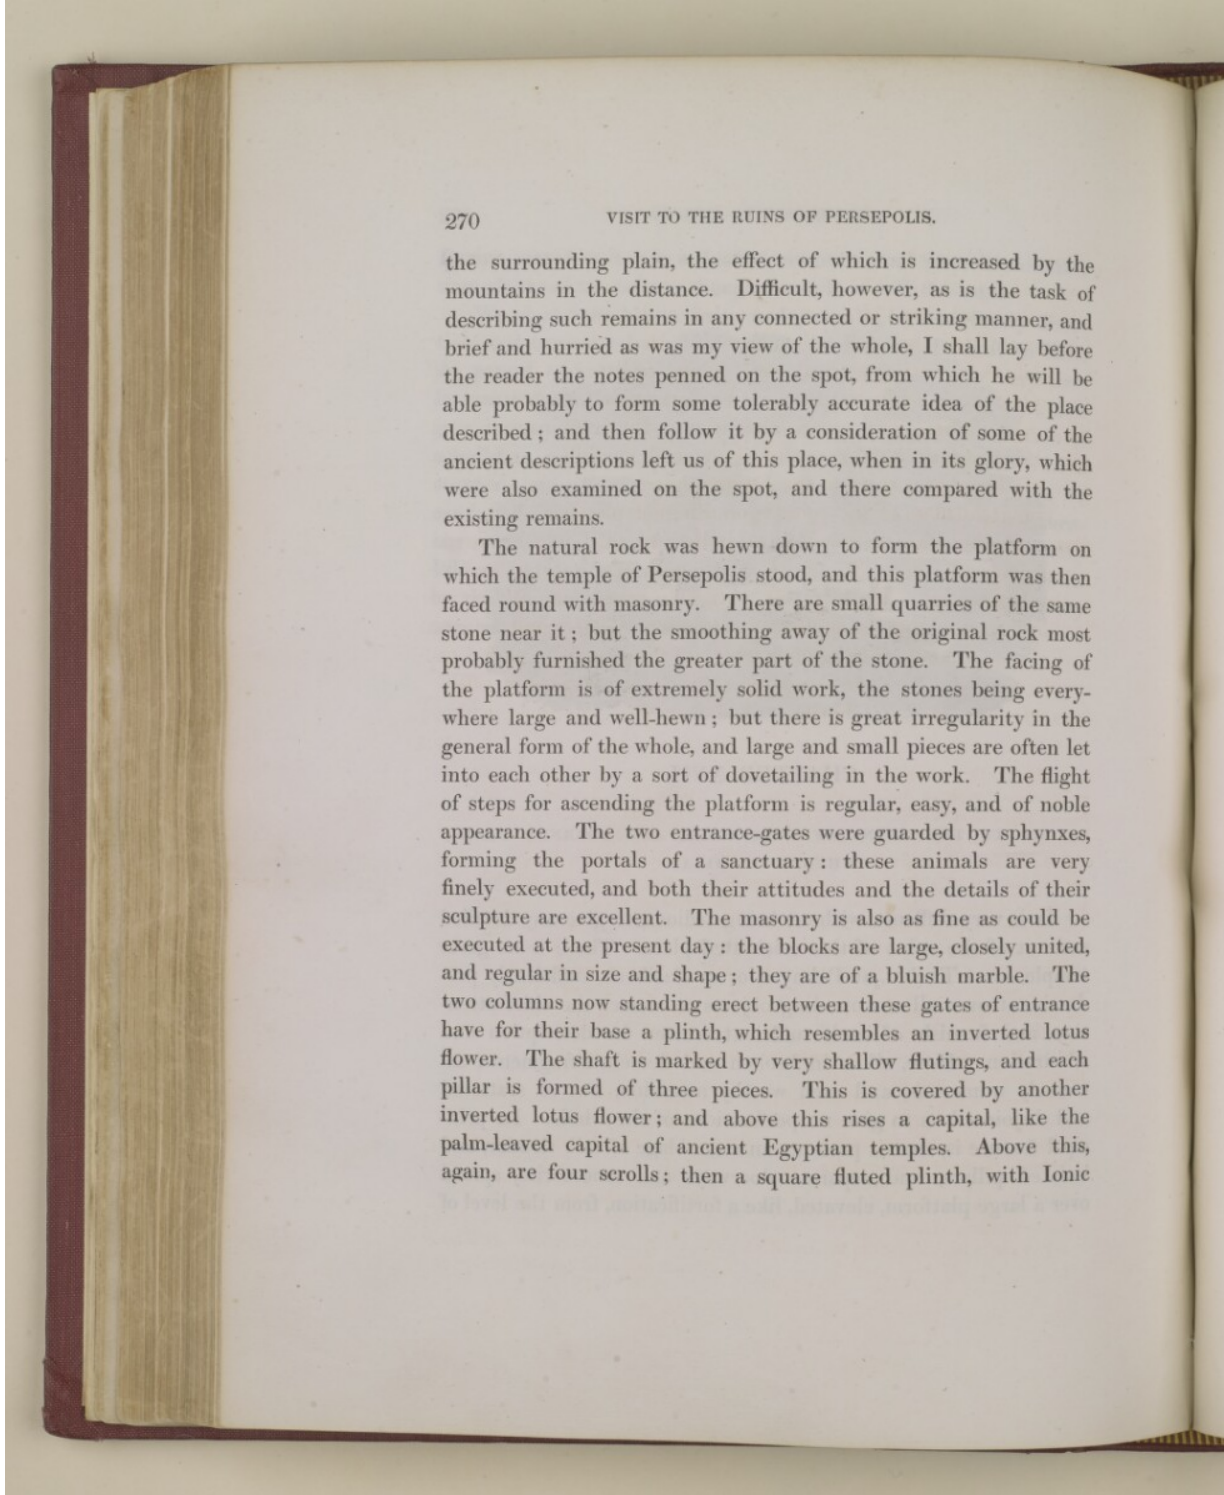 270 VISIT TO THE RUINS OF PERSEPOLIS.
the surrounding plain, the effect of which is increased by the
mountains in the distance. Difficult, however, as is the task of
describing such remains in any connected or striking manner, and
brief and hurried as was my view of the whole, I shall lay before
the reader the notes penned on the spot, from which he will be
able probably to form some tolerably accurate idea of the place
described ; and then follow it by a consideration of some of the
ancient descriptions left us of this place, when in its glory, which
were also examined on the spot, and there compared with the
existing remains.
The natural rock was hewn down to form the platform on
which the temple of Persepolis stood, and this platform was then
faced round with masonry. There are small quarries of the same
stone near it ; but the smoothing away of the original rock most
probably furnished the greater part of the stone. The facing of
the platform is of extremely solid work, the stones being every-
where large and well-hewn ; but there is great irregularity in the
general form of the whole, and large and small pieces are often let
into each other by a sort of dovetailing in the work. The flight
of steps for ascending the platform is regular, easy, and of noble
appearance. The two entrance-gates were guarded by sphynxes,
forming the portals of a sanctuary : these animals are very
finely executed, and both their attitudes and the details of their
sculpture are excellent. The masonry is also as fine as could be
executed at the present day : the blocks are large, closely united,
and regular in size and shape ; they are of a bluish marble. The
two columns now standing erect between these gates of entrance
have for their base a plinth, which resembles an inverted lotus
flower. The shaft is marked by very shallow flutings, and each
pillar is formed of three pieces. This is covered by another
inverted lotus flower ; and above this rises a capital, like the
palm-leaved capital of ancient Egyptian temples. Above this,
again, are four scrolls ; then a square fluted plinth, with Ionic